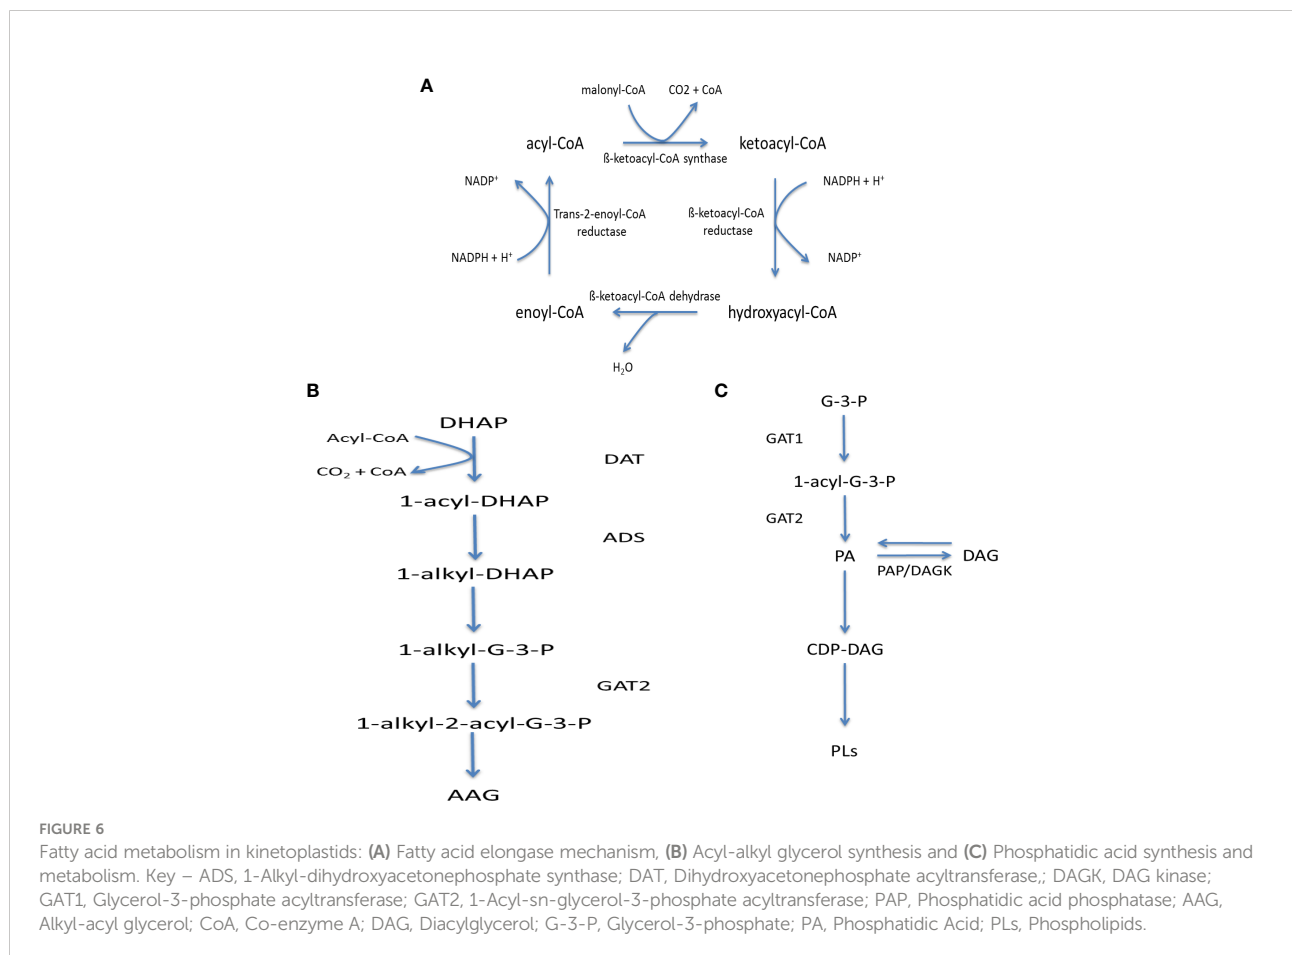 A
malonyl-CoA
CO2 + CoA
acyl-CoA
ketoacyl-CoA
ß-ketoacyl-CoA synthase
NADP⁺
NADPH + H⁺
Trans-2-enoyl-CoA
reductase
ß-ketoacyl-CoA
reductase
NADPH + H⁺
NADP⁺
ß-ketoacyl-CoA dehydrase
enoyl-CoA
hydroxyacyl-CoA
H₂O
B
DHAP
Acyl-CoA
CO₂ + CoA
DAT
1-acyl-DHAP
ADS
1-alkyl-DHAP
1-alkyl-G-3-P
GAT2
1-alkyl-2-acyl-G-3-P
AAG
C
G-3-P
GAT1
1-acyl-G-3-P
GAT2
PA
DAG
PAP/DAGK
CDP-DAG
PLs
FIGURE 6
Fatty acid metabolism in kinetoplastids: (A) Fatty acid elongase mechanism, (B) Acyl-alkyl glycerol synthesis and (C) Phosphatidic acid synthesis and
metabolism. Key – ADS, 1-Alkyl-dihydroxyacetonephosphate synthase; DAT, Dihydroxyacetonephosphate acyltransferase,; DAGK, DAG kinase;
GAT1, Glycerol-3-phosphate acyltransferase; GAT2, 1-Acyl-sn-glycerol-3-phosphate acyltransferase; PAP, Phosphatidic acid phosphatase; AAG,
Alkyl-acyl glycerol; CoA, Co-enzyme A; DAG, Diacylglycerol; G-3-P, Glycerol-3-phosphate; PA, Phosphatidic Acid; PLs, Phospholipids.